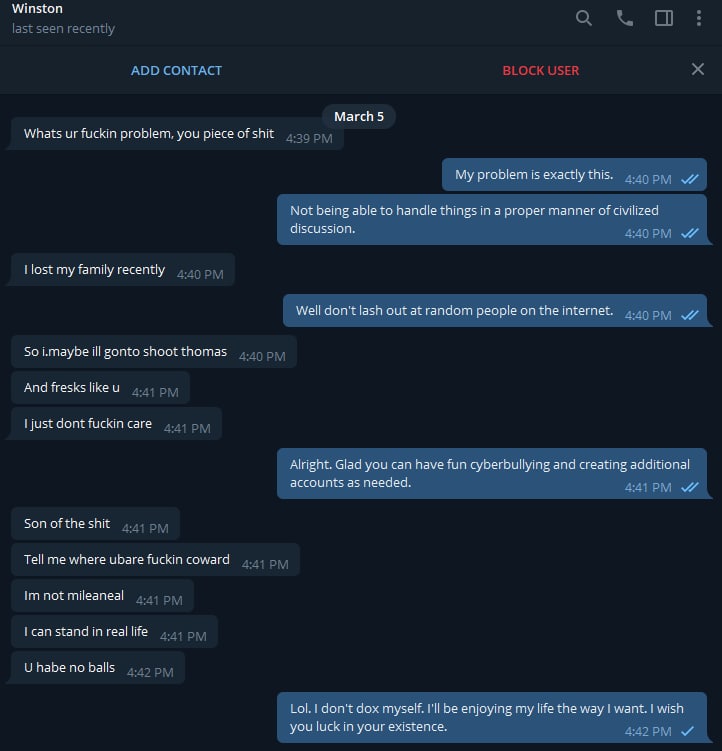 Winston
last seen recently
ADD CONTACT
BLOCK USER
March 5
Whats ur fuckin problem, you piece of shit 4:39 PM
My problem is exactly this. 4:40 PM
Not being able to handle things in a proper manner of civilized
discussion. 4:40 PM
I lost my family recently 4:40 PM
Well don't lash out at random people on the internet. 4:40 PM
So i.maybe ill gonto shoot thomas 4:40 PM
And fresks like u 4:41 PM
I just dont fuckin care 4:41 PM
Alright. Glad you can have fun cyberbullying and creating additional
accounts as needed. 4:41 PM
Son of the shit 4:41 PM
Tell me where ubare fuckin coward 4:41 PM
Im not mileaneal 4:41 PM
I can stand in real life 4:41 PM
U habe no balls 4:42 PM
Lol. I don't dox myself. I'll be enjoying my life the way I want. I wish
you luck in your existence. 4:42 PM